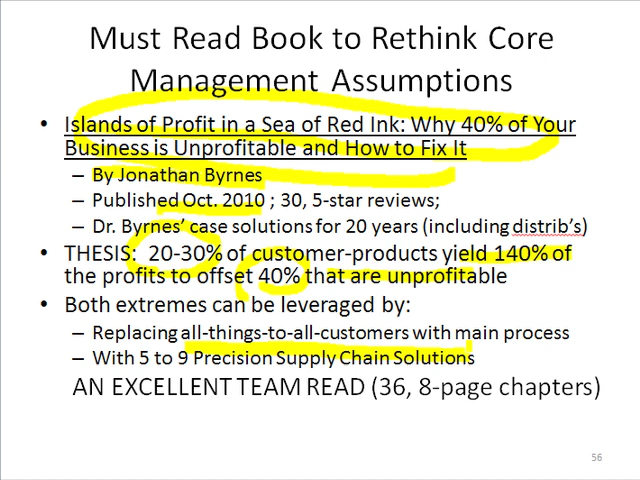 Must Read Book to Rethink Core
Management Assumptions
• Islands of Profit in a Sea of Red Ink: Why 40% of Your
Business is Unprofitable and How to Fix It
– By Jonathan Byrnes
– Published Oct. 2010 ; 30, 5-star reviews;
– Dr. Byrnes’ case solutions for 20 years (including distrib’s)
• THESIS: 20-30% of customer-products yield 140% of
the profits to offset 40% that are unprofitable
• Both extremes can be leveraged by:
– Replacing all-things-to-all-customers with main process
– With 5 to 9 Precision Supply Chain Solutions
AN EXCELLENT TEAM READ (36, 8-page chapters)
56